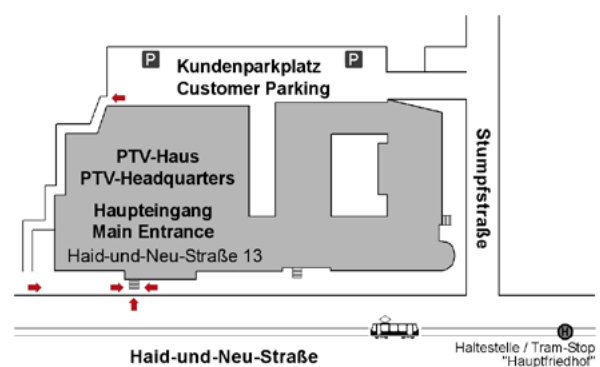 P
P
Kundenparkplatz
Customer Parking
PTV-Haus
PTV-Headquarters
Haupteingang
Main Entrance
Haid-und-Neu-Straße 13
Stumpfstraße
H
Haltestelle / Tram-Stop
"Hauptfriedhof"
Haid-und-Neu-Straße